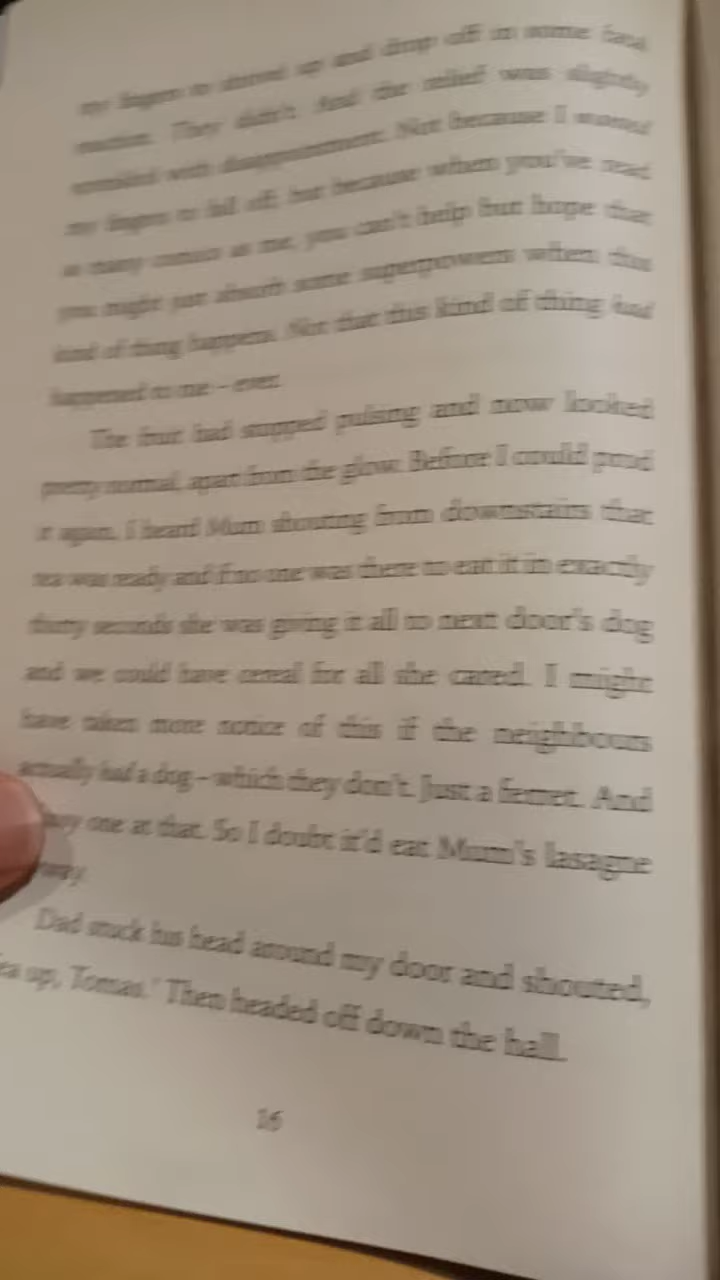 my fingers to shrivel up and drop off in some
reaction. They didn't. And the relief was slightly
with disappointment. Not because I wanted
my fingers to fall off, but because when you've read
as many comics as me, you can't help but hope that
you might just absorb some superpowers when this
kind of thing happens. Not that this kind of thing had
happened to me – ever.
The fruit had stopped pulsing and now looked
pretty normal, apart from the glow. Before I could prod
it again, I heard Mum shouting from downstairs that
tea was ready and if no one was there to eat it in exactly
thirty seconds she was giving it all to next door's dog
and we could have cereal for all she cared. I might
have taken more notice of this if the neighbours
actually had a dog – which they don't. Just a ferret. And
one at that. So I doubt it'd eat Mum's lasagne
Dad stuck his head around my door and shouted,
up, Tomas.' Then headed off down the hall.
16